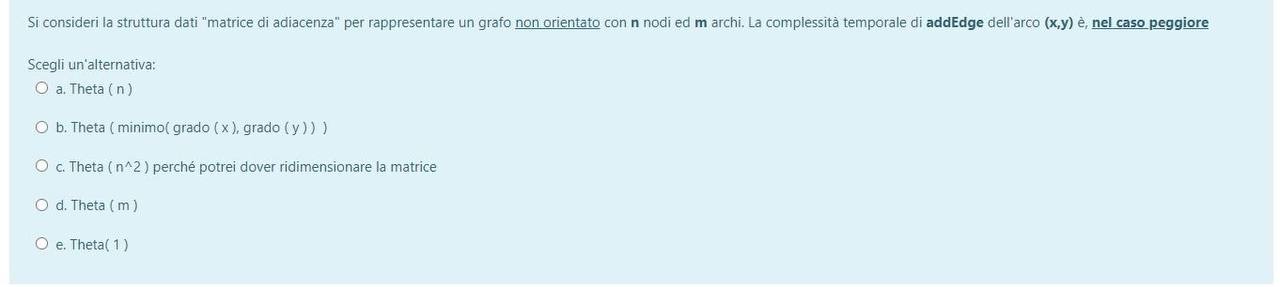 Si consideri la struttura dati "matrice di adiacenza" per rappresentare un grafo non orientato con n nodi ed m archi. La complessità temporale di addEdge dell'arco (x,y) è, nel caso peggiore
Scegli un'alternativa:
a. Theta ( n )
b. Theta ( minimo( grado ( x ), grado ( y ) ) )
c. Theta ( n^2 ) perché potrei dover ridimensionare la matrice
d. Theta ( m )
e. Theta( 1 )